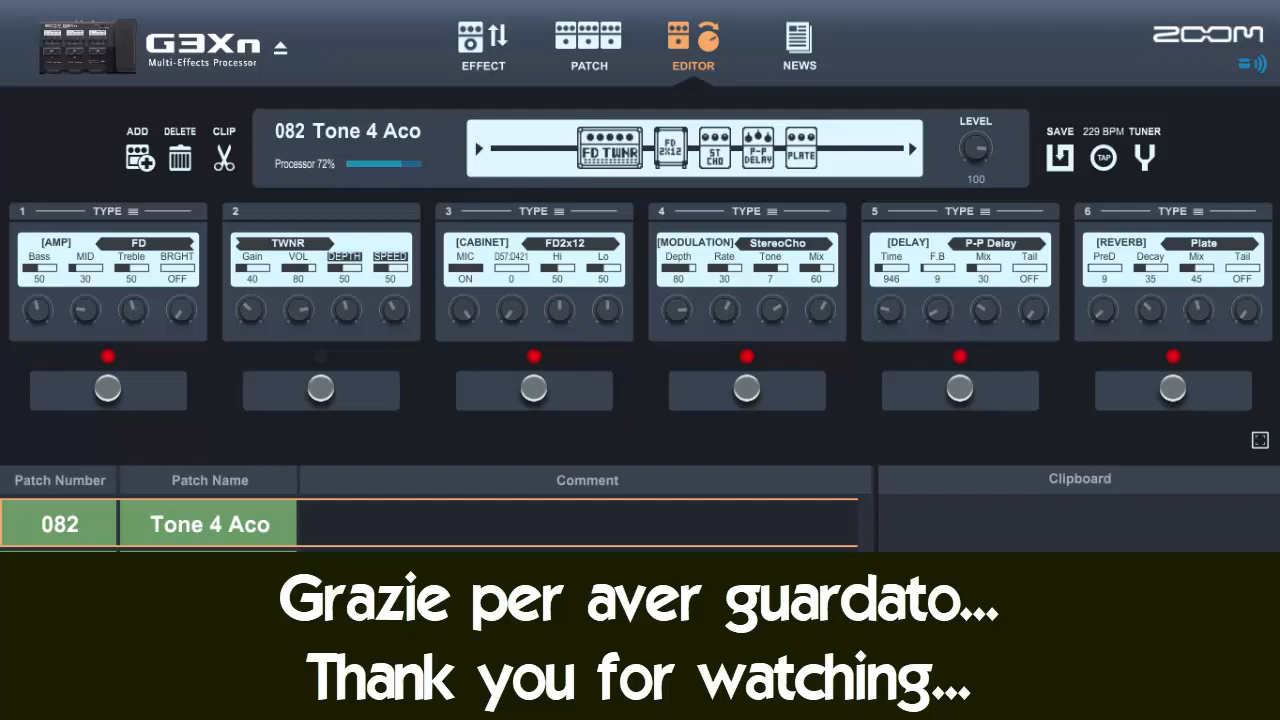 G3Xn
Multi-Effects Processor
EFFECT
PATCH
EDITOR
NEWS
ZOOM
ADD
DELETE
CLIP
082 Tone 4 Aco
Processor 72%
FD TWNR
FD 2X12
ST CHO
P-P DELAY
PLATE
LEVEL
100
SAVE
229 BPM
TUNER
TAP
1 TYPE
2
3 TYPE
4 TYPE
5 TYPE
6 TYPE
[AMP] FD
Bass MID Treble BRGHT
50 30 50 OFF
TWNR
Gain VOL DEPTH SPEED
40 80 50 50
[CABINET] FD2x12
MIC D57:D421 Hi Lo
ON 0 50 50
[MODULATION] StereoCho
Depth Rate Tone Mix
80 30 7 60
[DELAY] P-P Delay
Time F.B Mix Tail
946 9 30 OFF
[REVERB] Plate
PreD Decay Mix Tail
9 35 45 OFF
Patch Number Patch Name Comment Clipboard
082 Tone 4 Aco
Grazie per aver guardato...
Thank you for watching...